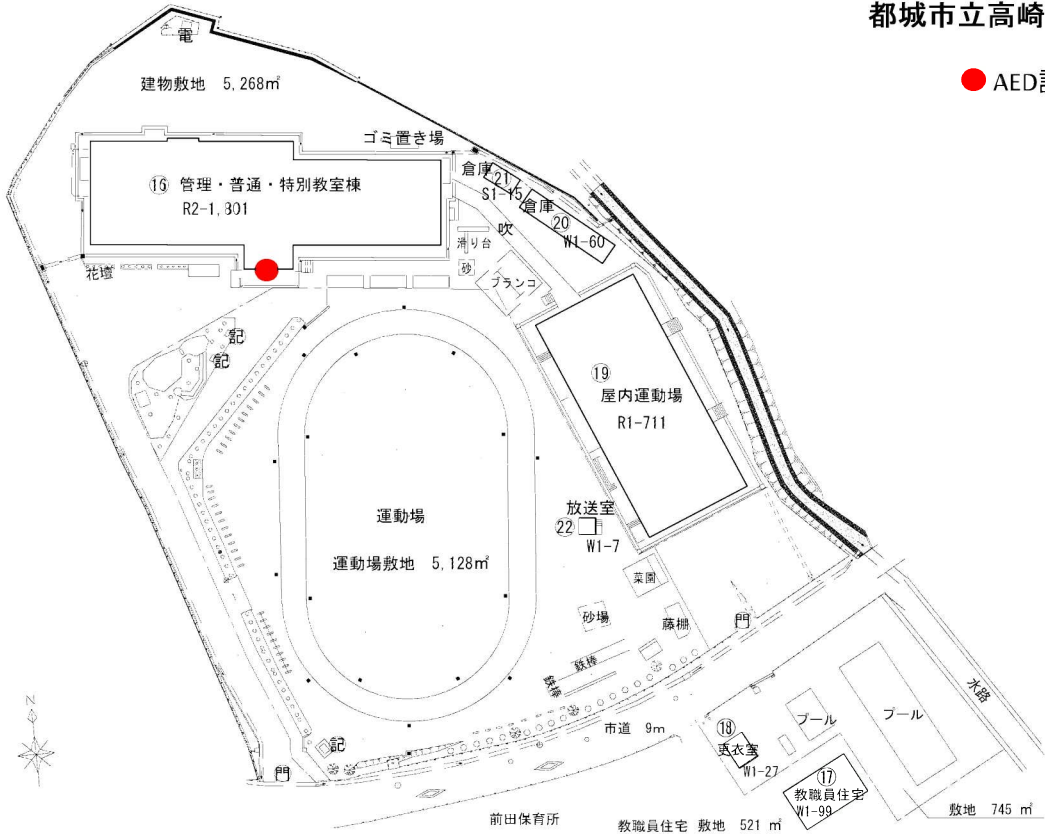 都城市立高崎
AED設
電
建物敷地 5,268㎡
ゴミ置き場
⑯ 管理・普通・特別教室棟
R2-1,801
倉庫 ㉑
S1-15
倉庫
⑳
W1-60
吹
滑り台
砂
ブランコ
花壇
記
記
⑲
屋内運動場
R1-711
運動場
運動場敷地 5,128㎡
放送室
㉒
W1-7
菜園
砂場
藤棚
門
鉄棒
鉄棒
水路
市道 9m
プール
プール
⑱
更衣室
W1-27
⑰
教職員住宅
W1-99
記
門
N
前田保育所
教職員住宅 敷地 521 ㎡
敷地 745 ㎡